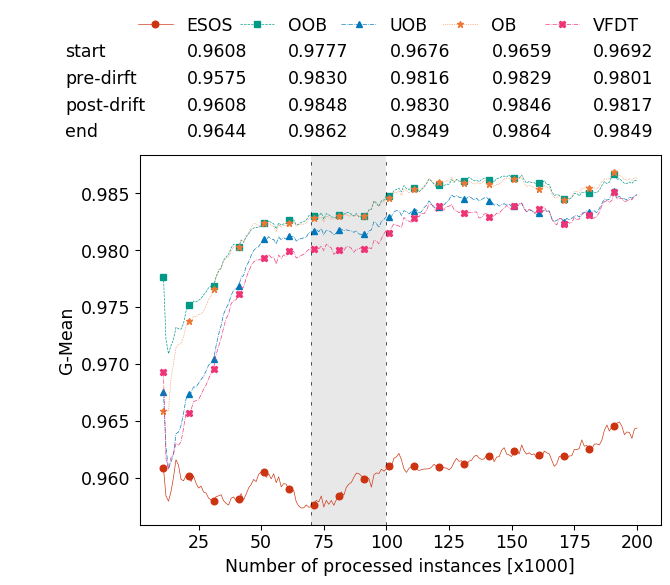 ESOS OOB UOB OB VFDT
start 0.9608 0.9777 0.9676 0.9659 0.9692
pre-dirft 0.9575 0.9830 0.9816 0.9829 0.9801
post-drift 0.9608 0.9848 0.9830 0.9846 0.9817
end 0.9644 0.9862 0.9849 0.9864 0.9849
0.985
0.980
0.975
0.970
0.965
0.960
G-Mean
25 50 75 100 125 150 175 200
Number of processed instances [x1000]